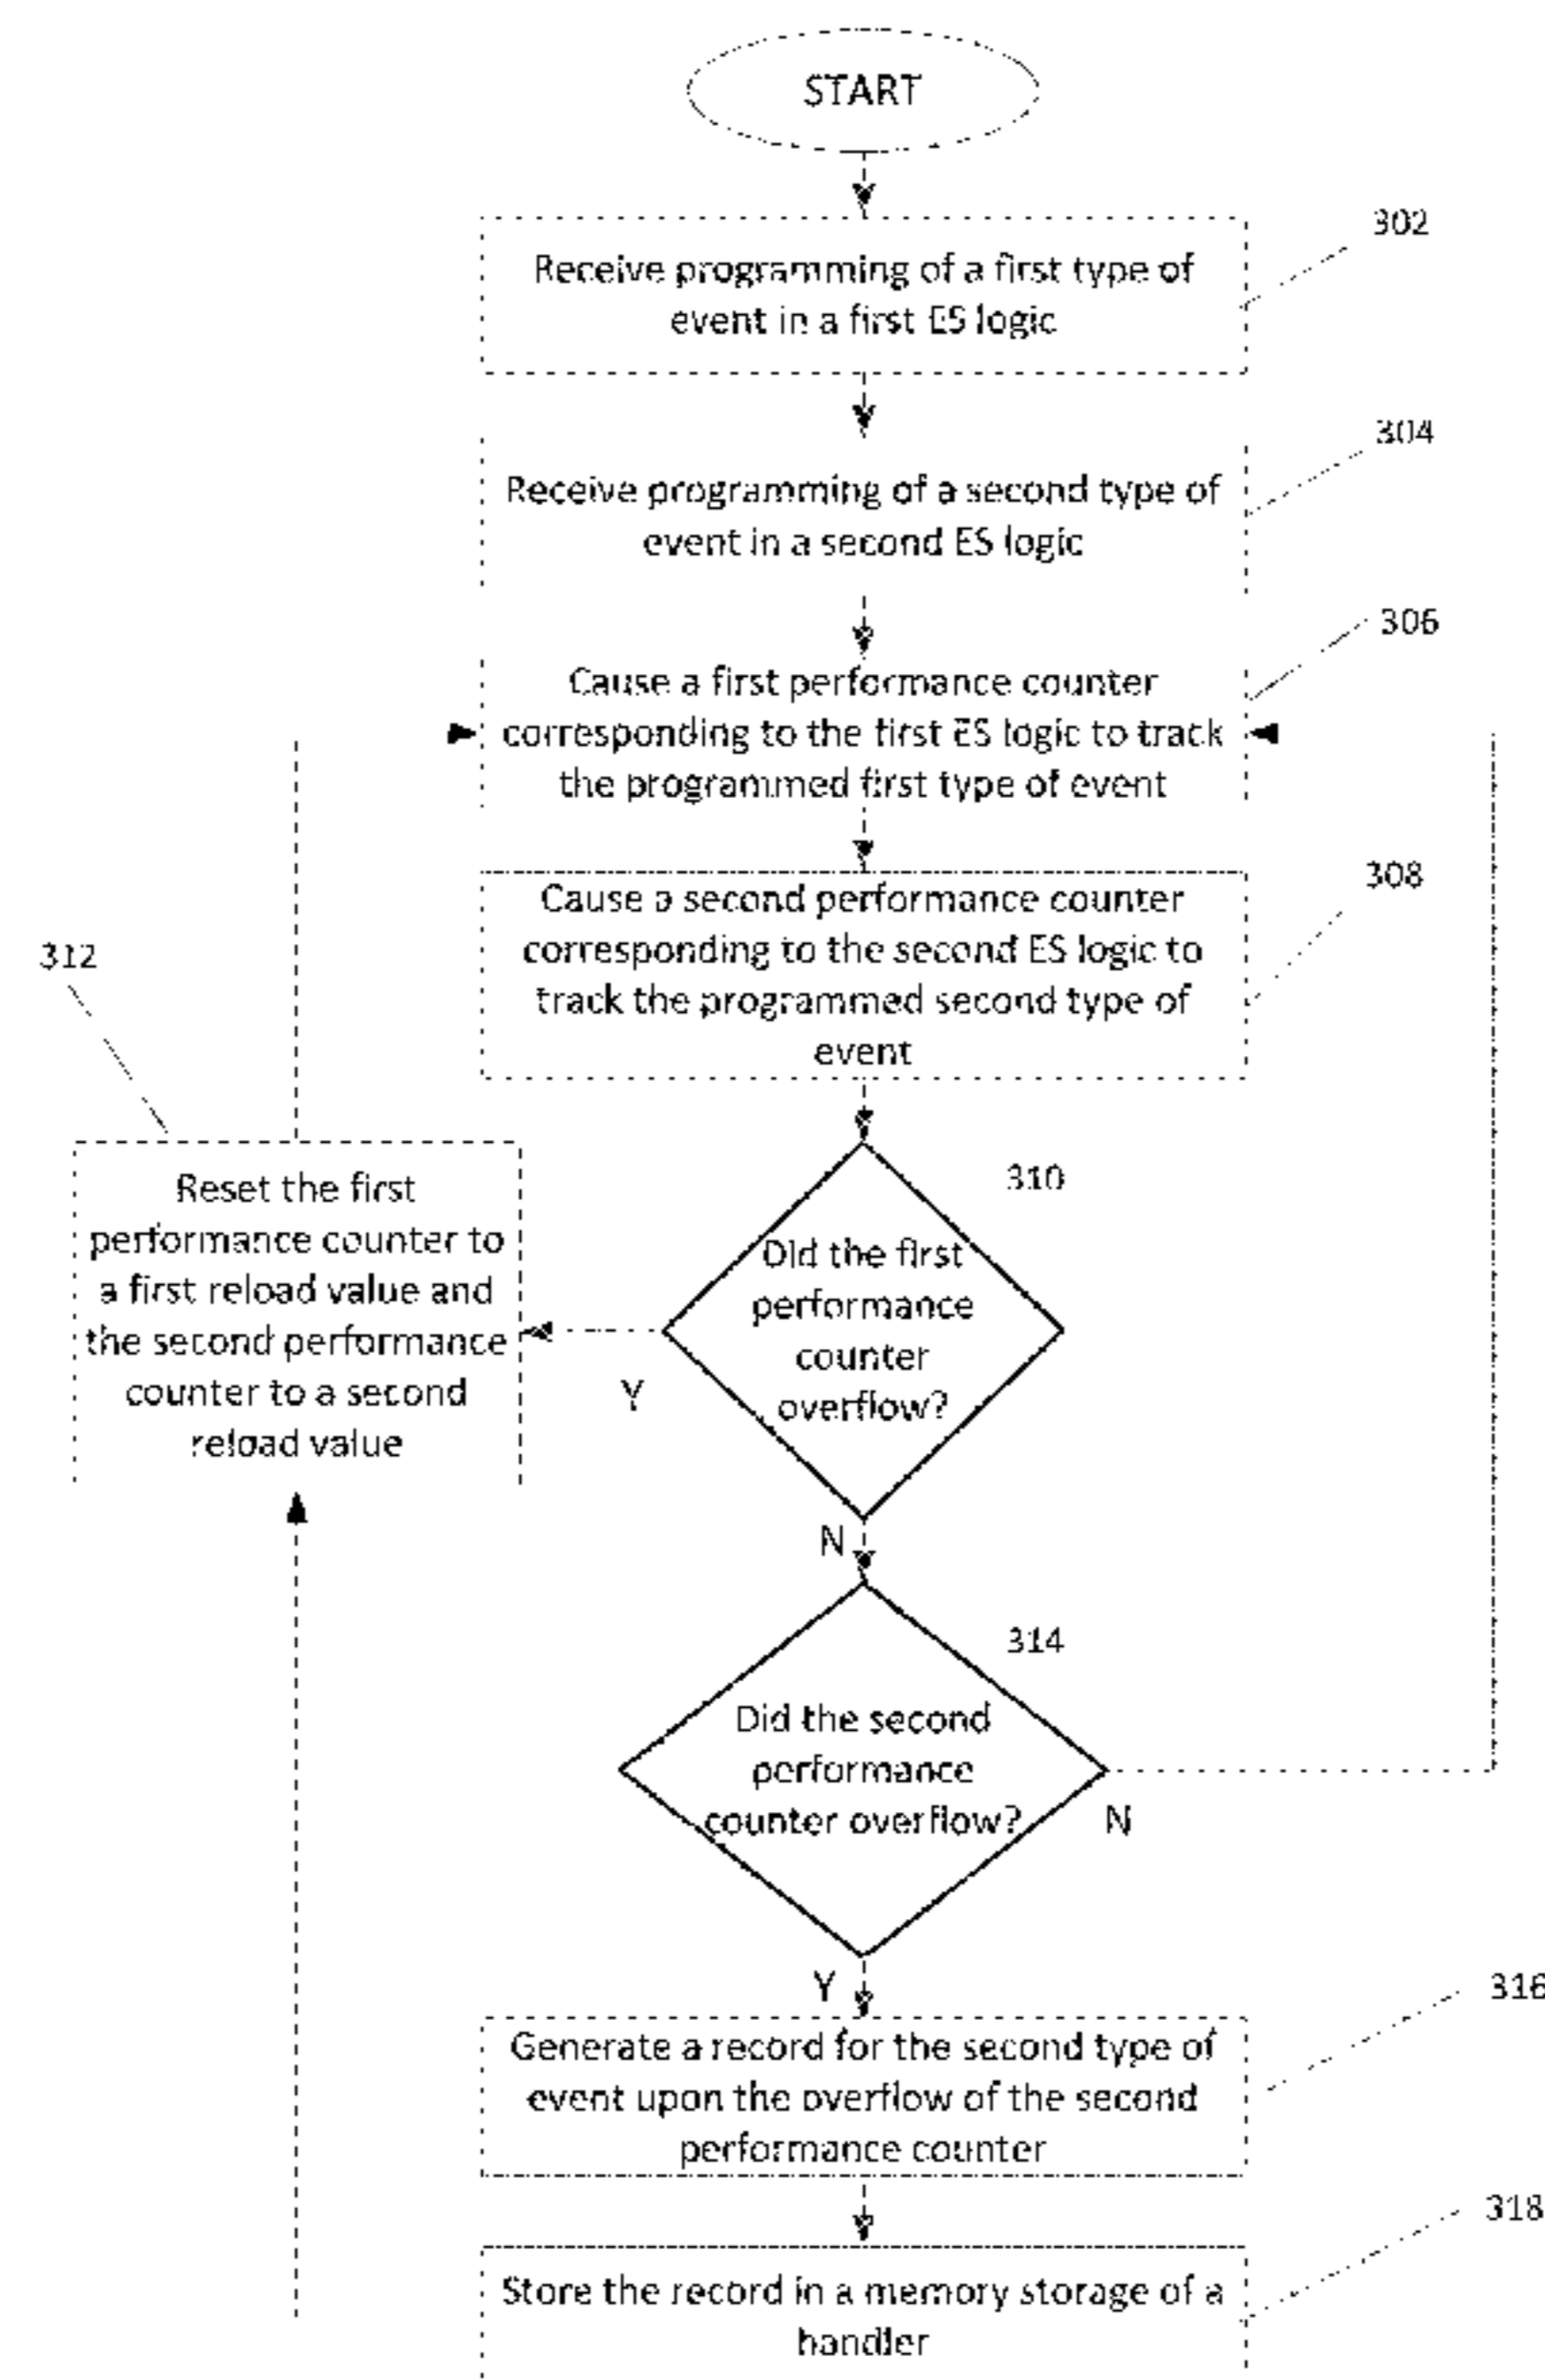 START
302
Receive programming of a first type of
event in a first ES logic
304
Receive programming of a second type of
event in a second ES logic
306
Cause a first performance counter
corresponding to the first ES logic to track
the programmed first type of event
308
Cause a second performance counter
corresponding to the second ES logic to
track the programmed second type of
event
312
Reset the first
performance counter to
a first reload value and
the second performance
counter to a second
reload value
310
Did the first
performance
counter
overflow?
Y
N
314
Did the second
performance
counter overflow?
N
Y
316
Generate a record for the second type of
event upon the overflow of the second
performance counter
318
Store the record in a memory storage of a
handler